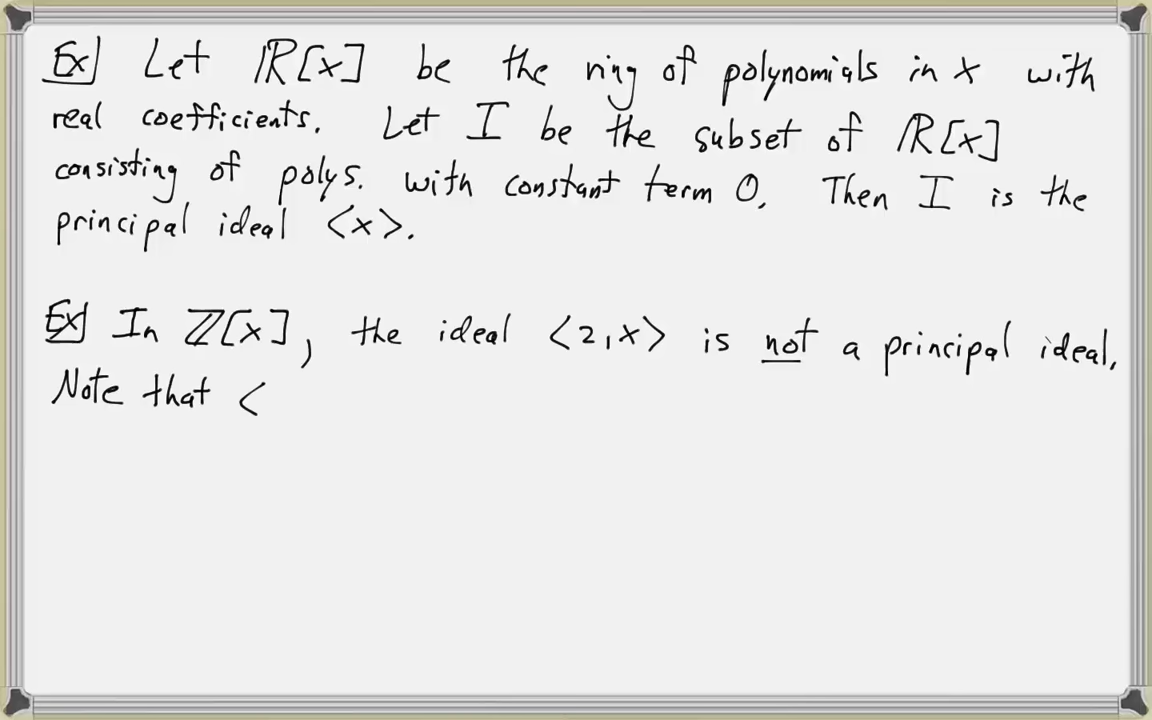 Ex] Let ℝ[x] be the ring of polynomials in x with
real coefficients. Let I be the subset of ℝ[x]
consisting of polys. with constant term 0. Then I is the
principal ideal <x>.
Ex] In ℤ[x], the ideal <2,x> is not a principal ideal.
Note that <